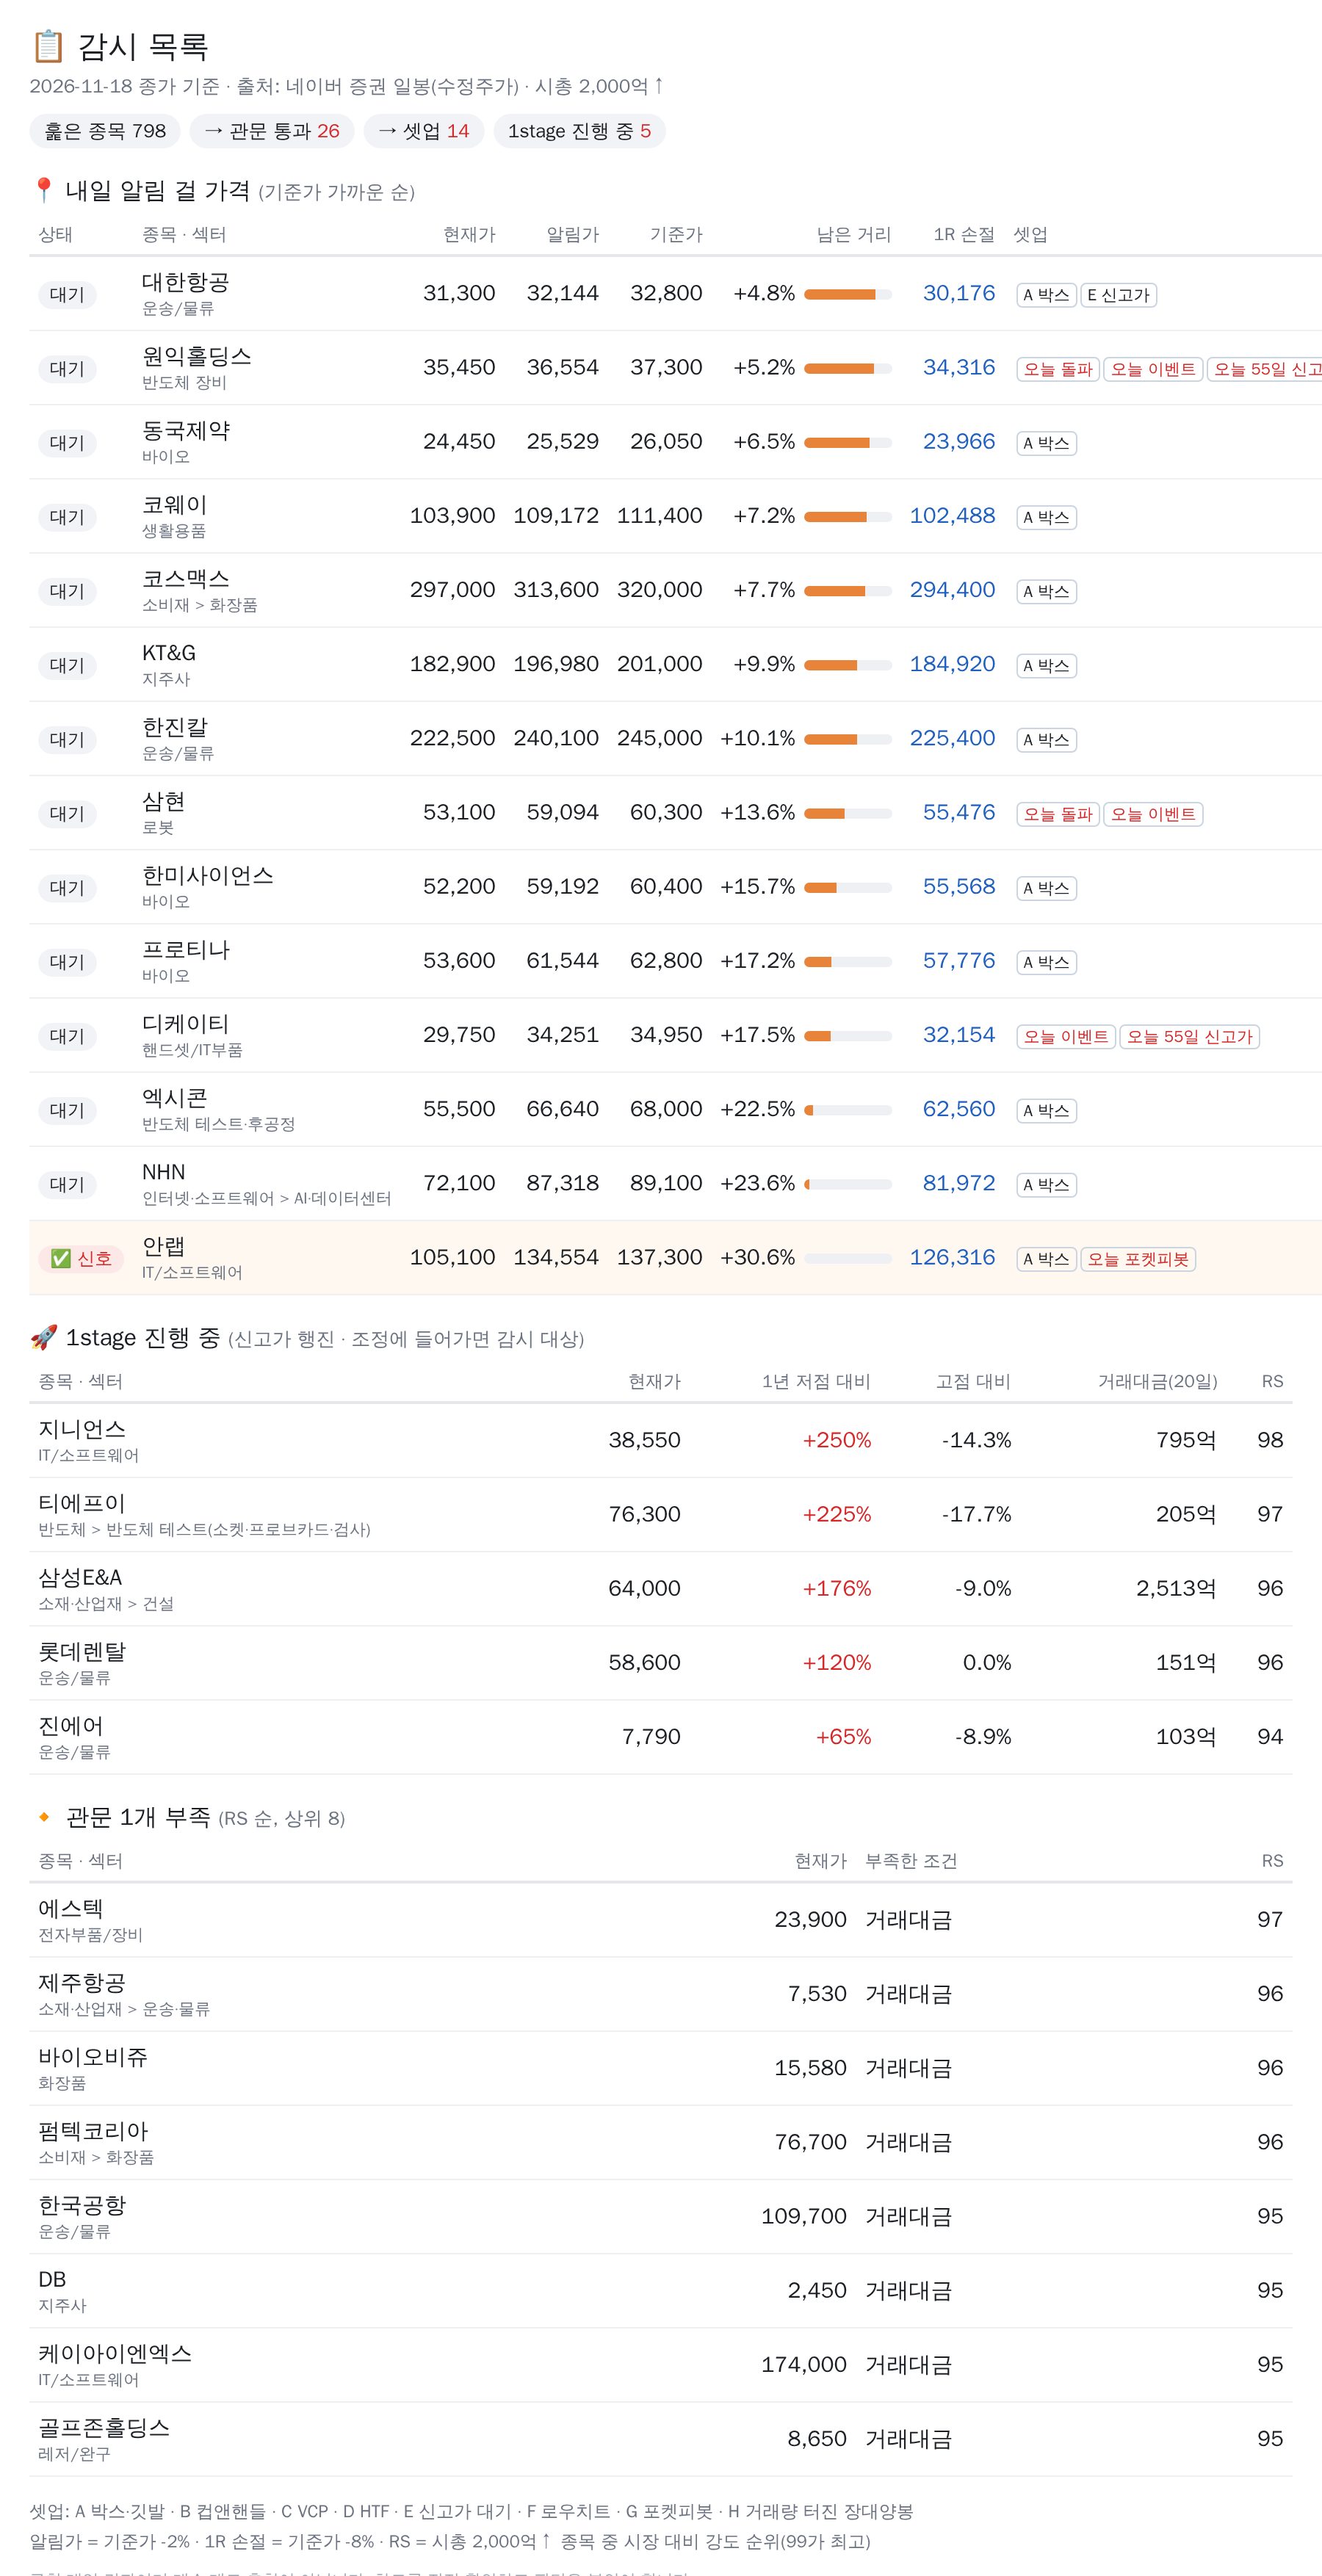 📋 감시 목록
2026-11-18 종가 기준 · 출처: 네이버 증권 일봉(수정주가) · 시총 2,000억↑
훑은 종목 798 → 관문 통과 26 → 셋업 14 1stage 진행 중 5
📍 내일 알림 걸 가격 (기준가 가까운 순)
상태 종목 · 섹터 현재가 알림가 기준가 남은 거리 1R 손절 셋업
대기 대한항공 31,300 32,144 32,800 +4.8% 30,176 A 박스 E 신고가
운송/물류
대기 원익홀딩스 35,450 36,554 37,300 +5.2% 34,316 오늘 돌파 오늘 이벤트 오늘 55일 신고
반도체 장비
대기 동국제약 24,450 25,529 26,050 +6.5% 23,966 A 박스
바이오
대기 코웨이 103,900 109,172 111,400 +7.2% 102,488 A 박스
생활용품
대기 코스맥스 297,000 313,600 320,000 +7.7% 294,400 A 박스
소비재 > 화장품
대기 KT&G 182,900 196,980 201,000 +9.9% 184,920 A 박스
지주사
대기 한진칼 222,500 240,100 245,000 +10.1% 225,400 A 박스
운송/물류
대기 삼현 53,100 59,094 60,300 +13.6% 55,476 오늘 돌파 오늘 이벤트
로봇
대기 한미사이언스 52,200 59,192 60,400 +15.7% 55,568 A 박스
바이오
대기 프로티나 53,600 61,544 62,800 +17.2% 57,776 A 박스
바이오
대기 디케이티 29,750 34,251 34,950 +17.5% 32,154 오늘 이벤트 오늘 55일 신고가
핸드셋/IT부품
대기 엑시콘 55,500 66,640 68,000 +22.5% 62,560 A 박스
반도체 테스트·후공정
대기 NHN 72,100 87,318 89,100 +23.6% 81,972 A 박스
인터넷·소프트웨어 > AI·데이터센터
✅ 신호 안랩 105,100 134,554 137,300 +30.6% 126,316 A 박스 오늘 포켓피봇
IT/소프트웨어
🚀 1stage 진행 중 (신고가 행진 · 조정에 들어가면 감시 대상)
종목 · 섹터 현재가 1년 저점 대비 고점 대비 거래대금(20일) RS
지니언스 38,550 +250% -14.3% 795억 98
IT/소프트웨어
티에프이 76,300 +225% -17.7% 205억 97
반도체 > 반도체 테스트(소켓·프로브카드·검사)
삼성E&A 64,000 +176% -9.0% 2,513억 96
소재·산업재 > 건설
롯데렌탈 58,600 +120% 0.0% 151억 96
운송/물류
진에어 7,790 +65% -8.9% 103억 94
운송/물류
🔸 관문 1개 부족 (RS 순, 상위 8)
종목 · 섹터 현재가 부족한 조건 RS
에스텍 23,900 거래대금 97
전자부품/장비
제주항공 7,530 거래대금 96
소재·산업재 > 운송·물류
바이오비쥬 15,580 거래대금 96
화장품
펌텍코리아 76,700 거래대금 96
소비재 > 화장품
한국공항 109,700 거래대금 95
운송/물류
DB 2,450 거래대금 95
지주사
케이아이엔엑스 174,000 거래대금 95
IT/소프트웨어
골프존홀딩스 8,650 거래대금 95
레저/완구
셋업: A 박스·깃발 · B 컵앤핸들 · C VCP · D HTF · E 신고가 대기 · F 로우치트 · G 포켓피봇 · H 거래량 터진 장대양봉
알림가 = 기준가 -2% · 1R 손절 = 기준가 -8% · RS = 시총 2,000억↑ 종목 중 시장 대비 강도 순위(99가 최고)